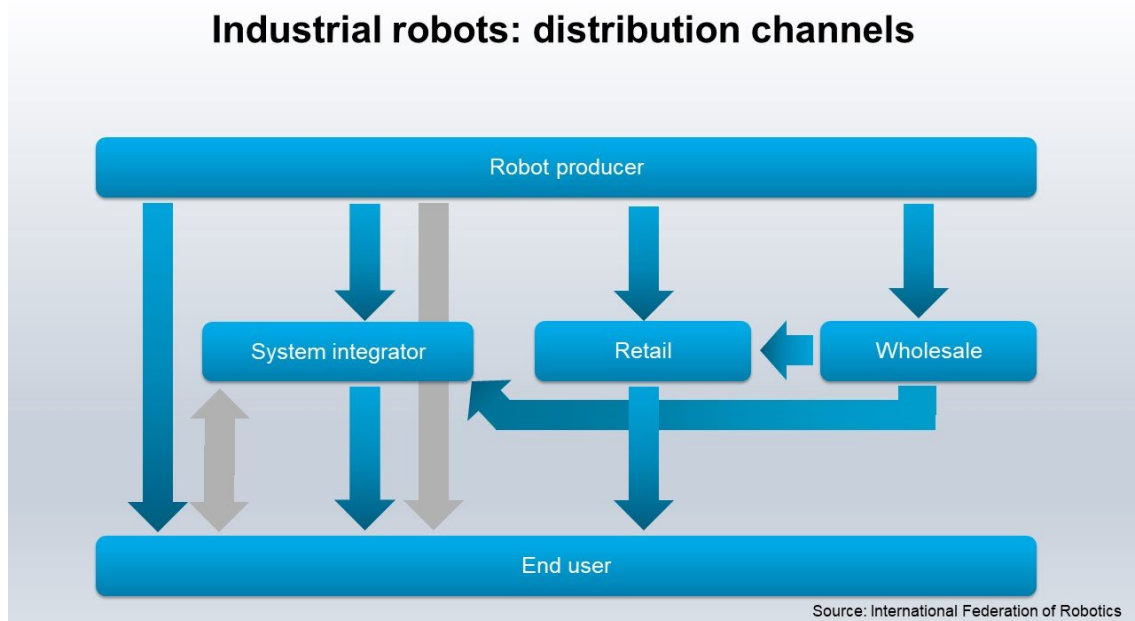 Industrial robots: distribution channels
Robot producer
System integrator
Retail
Wholesale
End user
Source: International Federation of Robotics